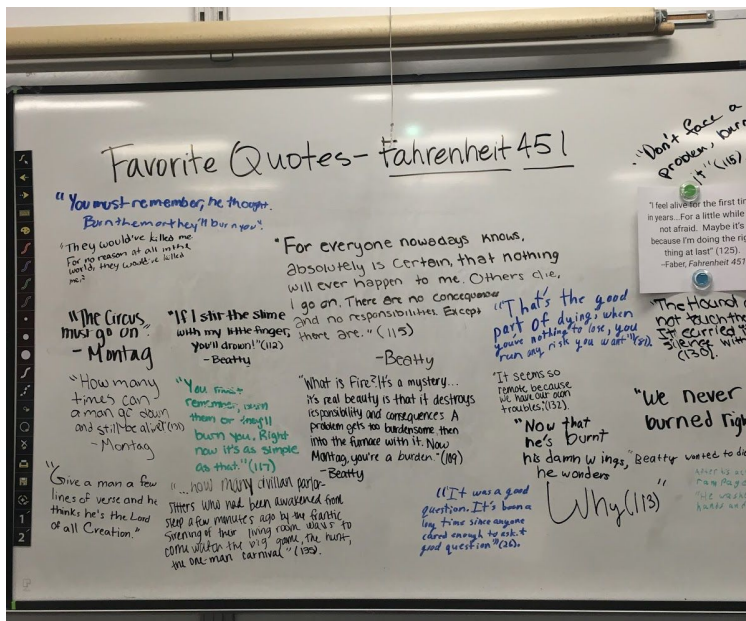 Favorite Quotes- Fahrenheit 451
"You must remember, he thought.
Burn them or they'll burn you".
"They would've killed me
For no reason at all in the
world, they would've killed
me."
"For everyone nowadays knows,
absolutely is certain, that nothing
will ever happen to me. Others die,
I go on. There are no consequences
and no responsibilities. Except
there are." (115)
-Beatty
"Don't face a
problem, burn
it" (115)
"I feel alive for the first time
in years...For a little while
not afraid. Maybe it's
because I'm doing the right
thing at last" (125).
-Faber, Fahrenheit 451
"The Circus
must go on"
- Montag
"If I stir the slime
with my little finger,
you'll drown!" (112)
-Beatty
"That's the good
part of dying; when
you've nothing to lose, you
run any risk you want"
"The Hound
not touch the
It carried
silence with
(130).
"How many
times can
a man go down
and still be alive"
- Montag
"You must
remember, burn
them or they'll
burn you. Right
now it's as simple
as that." (117)
"What is Fire? It's a mystery...
it's real beauty is that it destroys
responsibility and consequences. A
problem gets too burdensome then
into the furnace with it. Now
Montag, you're a burden." (109)
-Beatty
"It seems so
remote because
we have our own
troubles."(132).
"We never
burned right
"Now that
he's burnt
his damn wings,
he wonders
Why (113)
"Beatty wanted to die
"Give a man a few
lines of verse and he
thinks he's the Lord
of all Creation."
"...how many civilian parlor-
sitters who had been awakened from
sleep a few minutes ago by the frantic
sirening of their living room walls to
come watch the big game, the hunt,
the one-man carnival" (135).
"It was a good
question. It's been a
long time since anyone
cared enough to ask a
good question" (26).
"He
hunts and
1
2